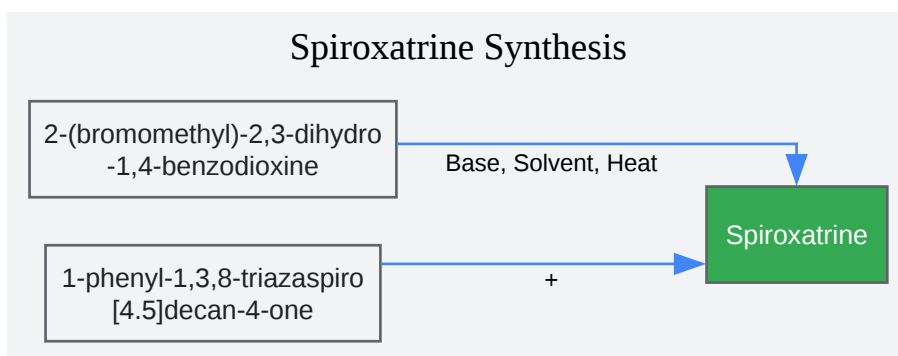 Spiroxatrine Synthesis
2-(bromomethyl)-2,3-dihydro
-1,4-benzodioxine
Base, Solvent, Heat
Spiroxatrine
1-phenyl-1,3,8-triazaspiro
[4.5]decan-4-one
+